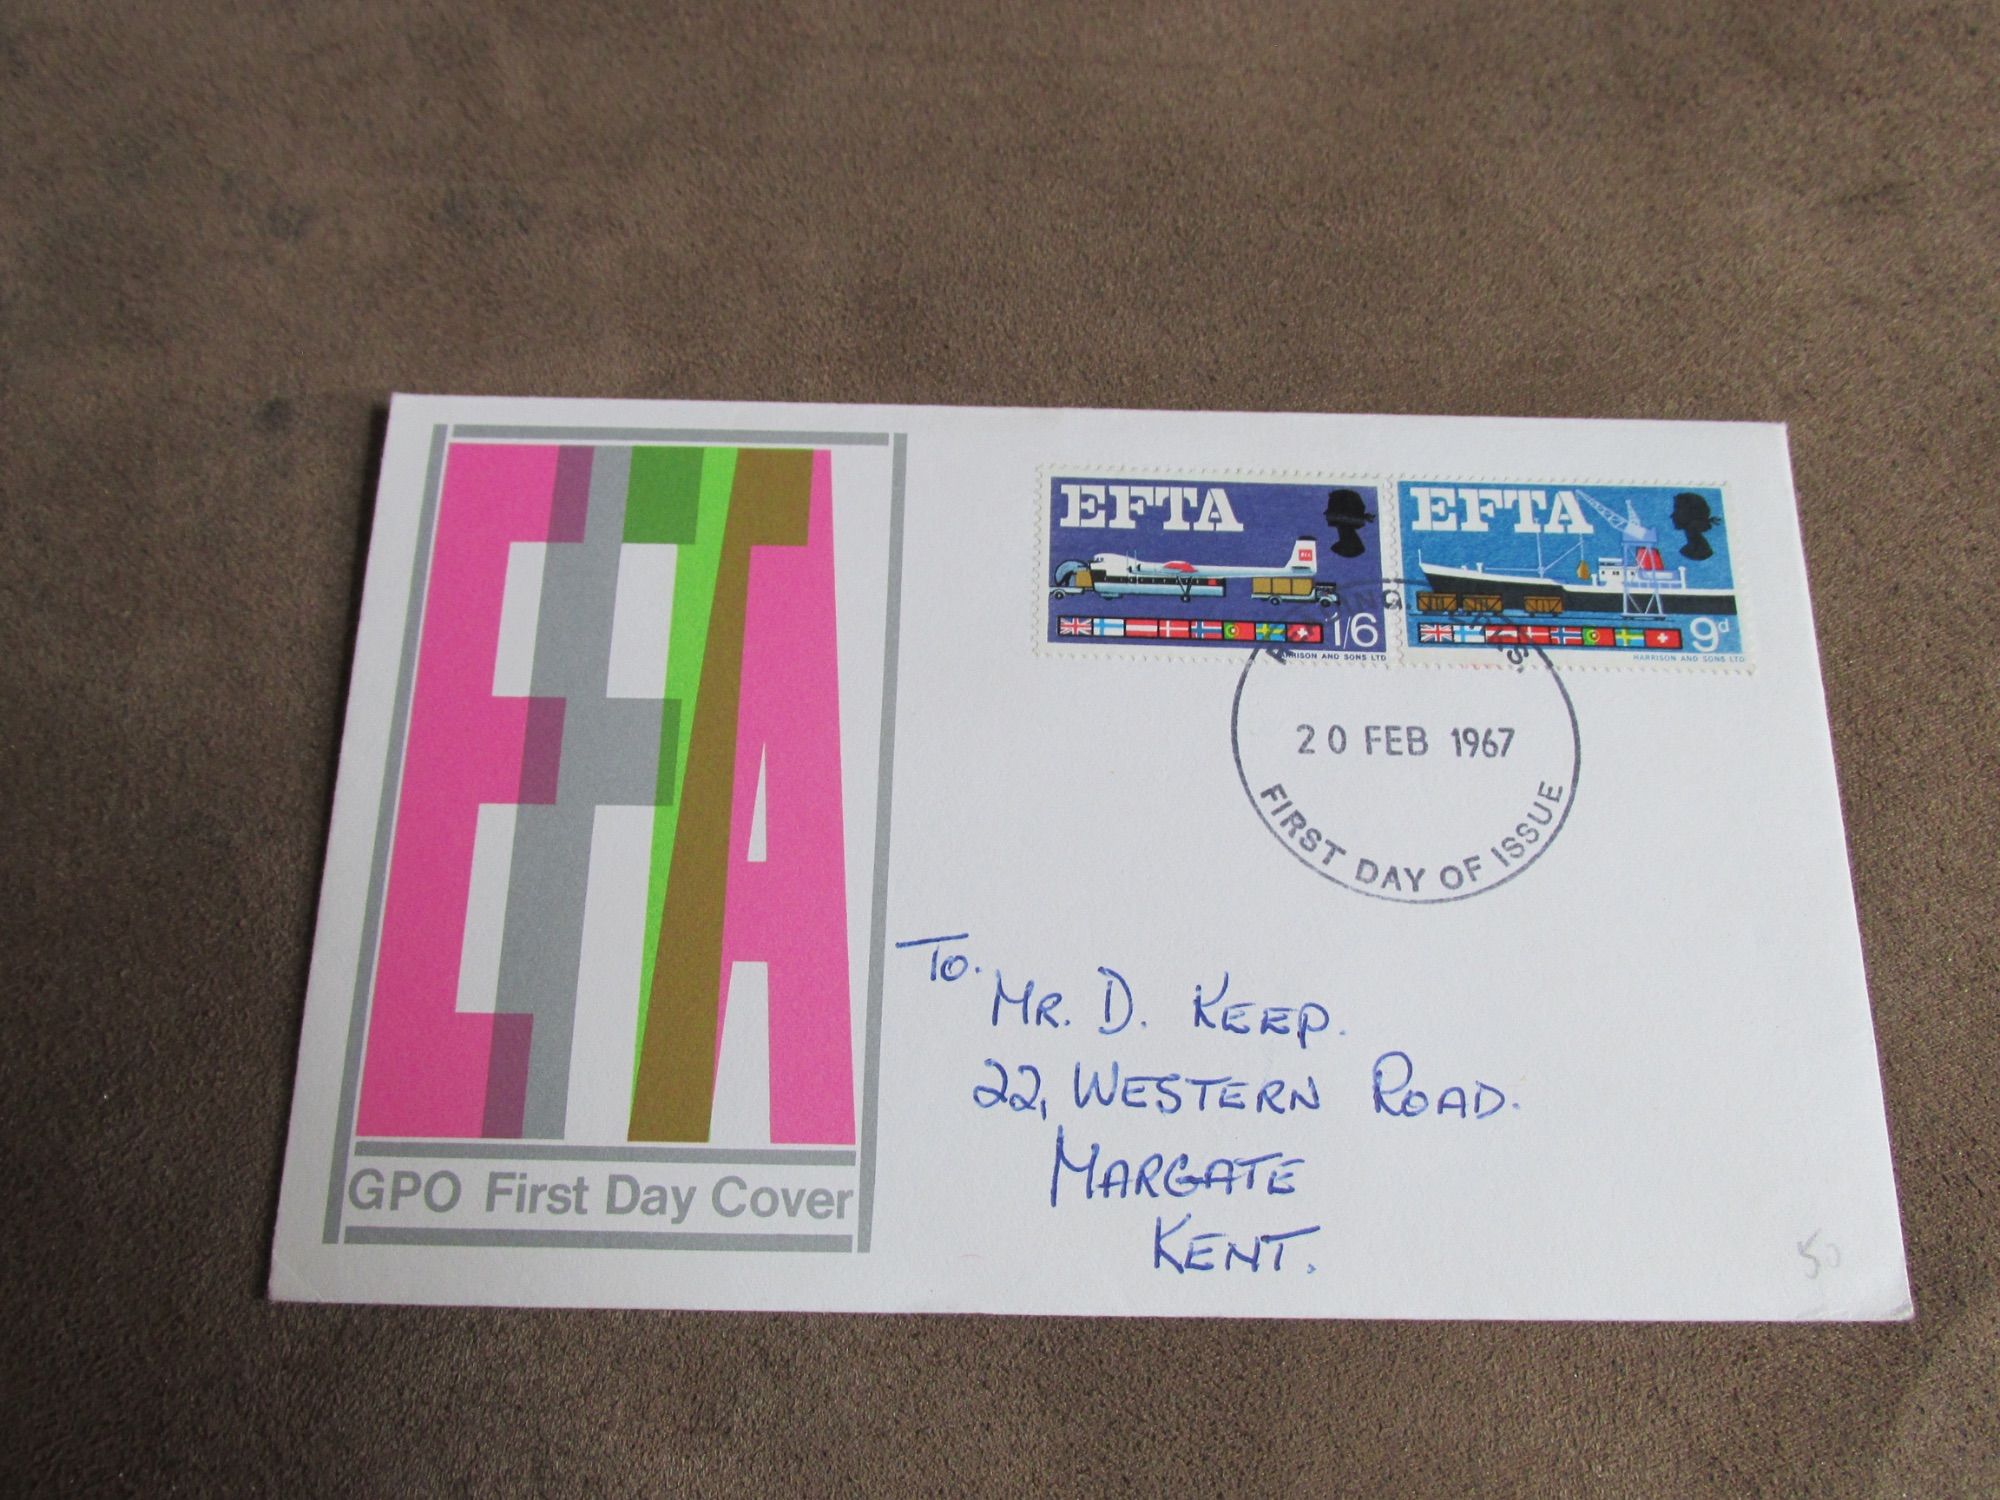 EFTA
1/6
HARRISON AND SONS LTD
EFTA
9d
HARRISON AND SONS LTD
20 FEB 1967
FIRST DAY OF ISSUE
EFTA
GPO First Day Cover
To.
Mr. D. Keep.
22, Western Road.
Margate
Kent.
50